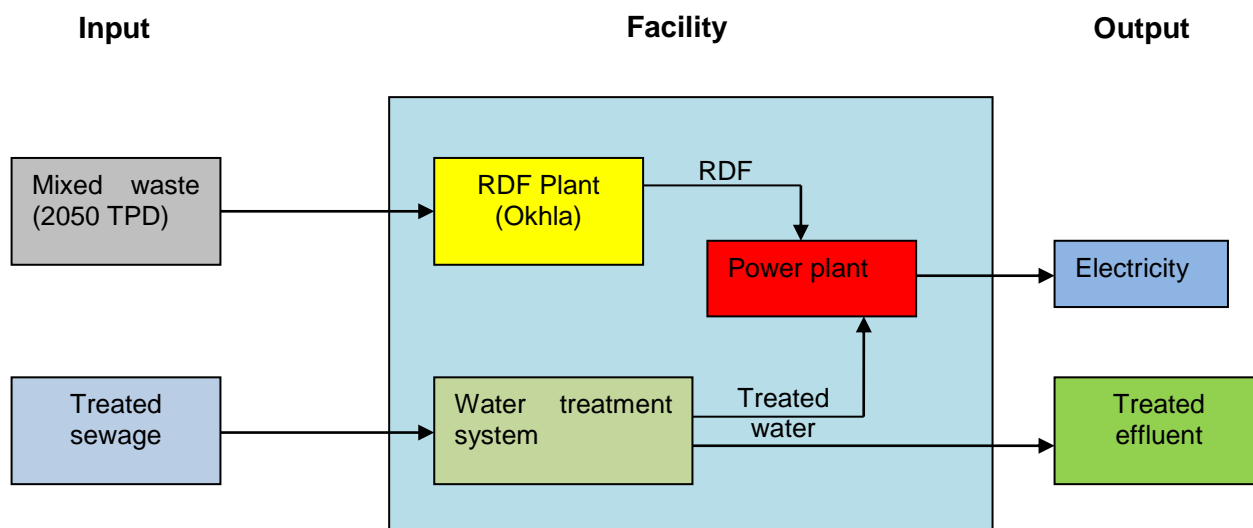 Input
Facility
Output
Mixed waste
(2050 TPD)
RDF Plant
(Okhla)
RDF
Power plant
Electricity
Treated
sewage
Water treatment
system
Treated
water
Treated
effluent